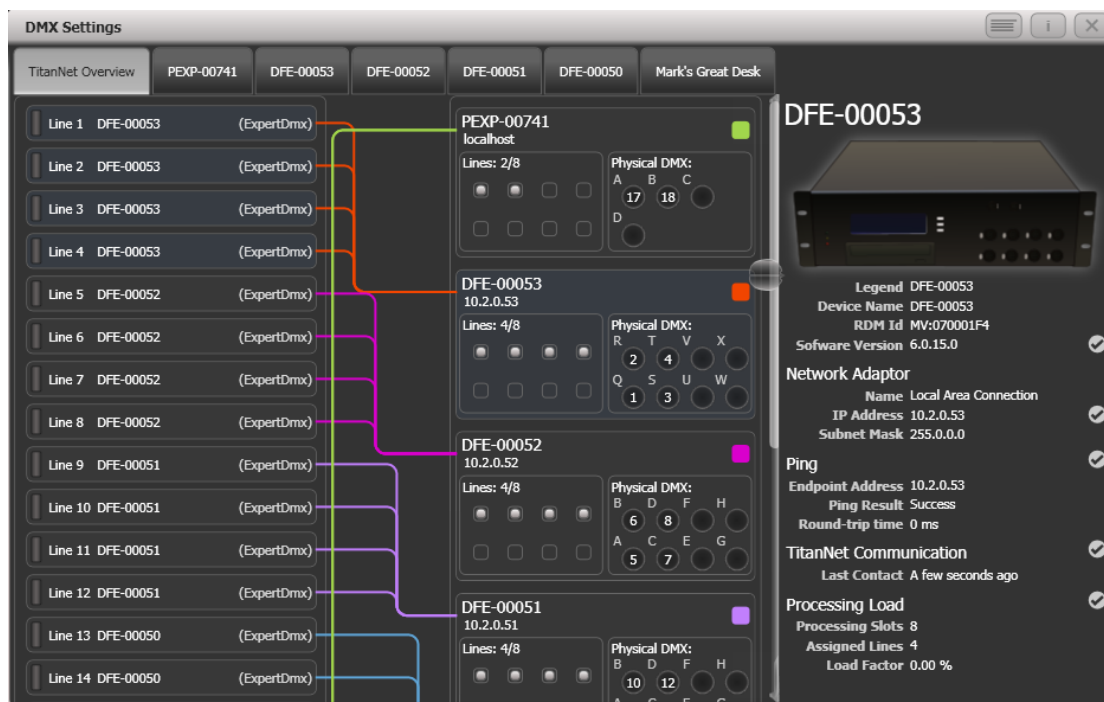 DMX Settings
TitanNet Overview PEXP-00741 DFE-00053 DFE-00052 DFE-00051 DFE-00050 Mark's Great Desk
Line 1 DFE-00053 (ExpertDmx)
Line 2 DFE-00053 (ExpertDmx)
Line 3 DFE-00053 (ExpertDmx)
Line 4 DFE-00053 (ExpertDmx)
Line 5 DFE-00052 (ExpertDmx)
Line 6 DFE-00052 (ExpertDmx)
Line 7 DFE-00052 (ExpertDmx)
Line 8 DFE-00052 (ExpertDmx)
Line 9 DFE-00051 (ExpertDmx)
Line 10 DFE-00051 (ExpertDmx)
Line 11 DFE-00051 (ExpertDmx)
Line 12 DFE-00051 (ExpertDmx)
Line 13 DFE-00050 (ExpertDmx)
Line 14 DFE-00050 (ExpertDmx)
PEXP-00741
localhost
Lines: 2/8
Physical DMX:
A B C
17 18
D
DFE-00053
10.2.0.53
Lines: 4/8
Physical DMX:
R T V X
2 4
Q S U W
1 3
DFE-00052
10.2.0.52
Lines: 4/8
Physical DMX:
B D F H
6 8
A C E G
5 7
DFE-00051
10.2.0.51
Lines: 4/8
Physical DMX:
B D F H
10 12
DFE-00053
Legend DFE-00053
Device Name DFE-00053
RDM Id MV:070001F4
Sofware Version 6.0.15.0
Network Adaptor
Name Local Area Connection
IP Address 10.2.0.53
Subnet Mask 255.0.0.0
Ping
Endpoint Address 10.2.0.53
Ping Result Success
Round-trip time 0 ms
TitanNet Communication
Last Contact A few seconds ago
Processing Load
Processing Slots 8
Assigned Lines 4
Load Factor 0.00 %